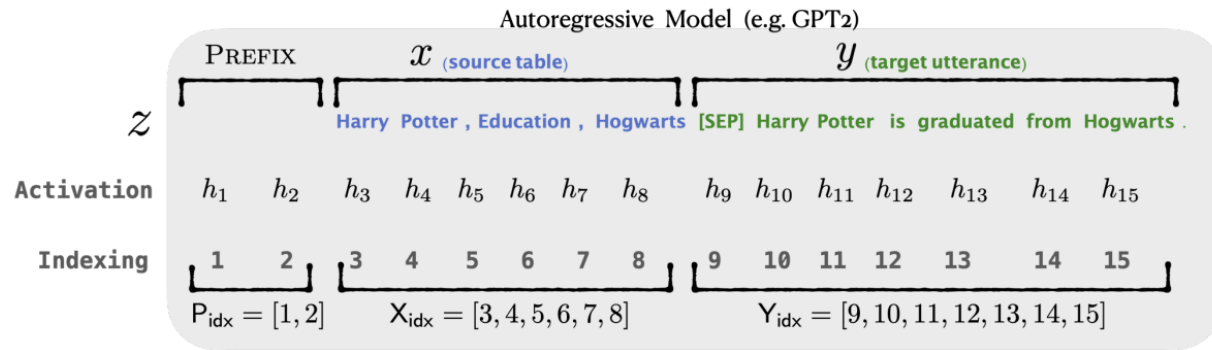 Autoregressive Model (e.g. GPT2)
PREFIX x (source table) y (target utterance)
z Harry Potter , Education , Hogwarts [SEP] Harry Potter is graduated from Hogwarts .
Activation h₁ h₂ h₃ h₄ h₅ h₆ h₇ h₈ h₉ h₁₀ h₁₁ h₁₂ h₁₃ h₁₄ h₁₅
Indexing 1 2 3 4 5 6 7 8 9 10 11 12 13 14 15
P_idx = [1, 2] X_idx = [3, 4, 5, 6, 7, 8] Y_idx = [9, 10, 11, 12, 13, 14, 15]